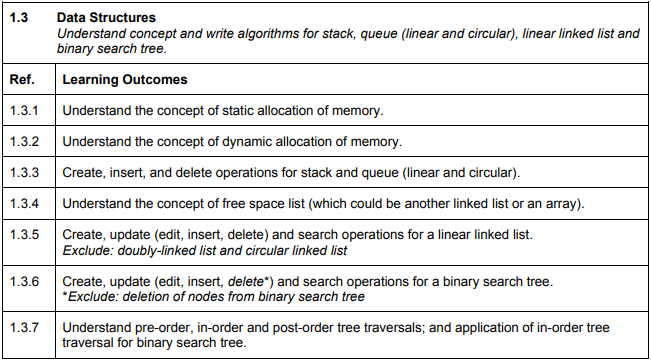 1.3 Data Structures
Understand concept and write algorithms for stack, queue (linear and circular), linear linked list and
binary search tree.
Ref. Learning Outcomes
1.3.1 Understand the concept of static allocation of memory.
1.3.2 Understand the concept of dynamic allocation of memory.
1.3.3 Create, insert, and delete operations for stack and queue (linear and circular).
1.3.4 Understand the concept of free space list (which could be another linked list or an array).
1.3.5 Create, update (edit, insert, delete) and search operations for a linear linked list.
Exclude: doubly-linked list and circular linked list
1.3.6 Create, update (edit, insert, delete*) and search operations for a binary search tree.
*Exclude: deletion of nodes from binary search tree
1.3.7 Understand pre-order, in-order and post-order tree traversals; and application of in-order tree
traversal for binary search tree.